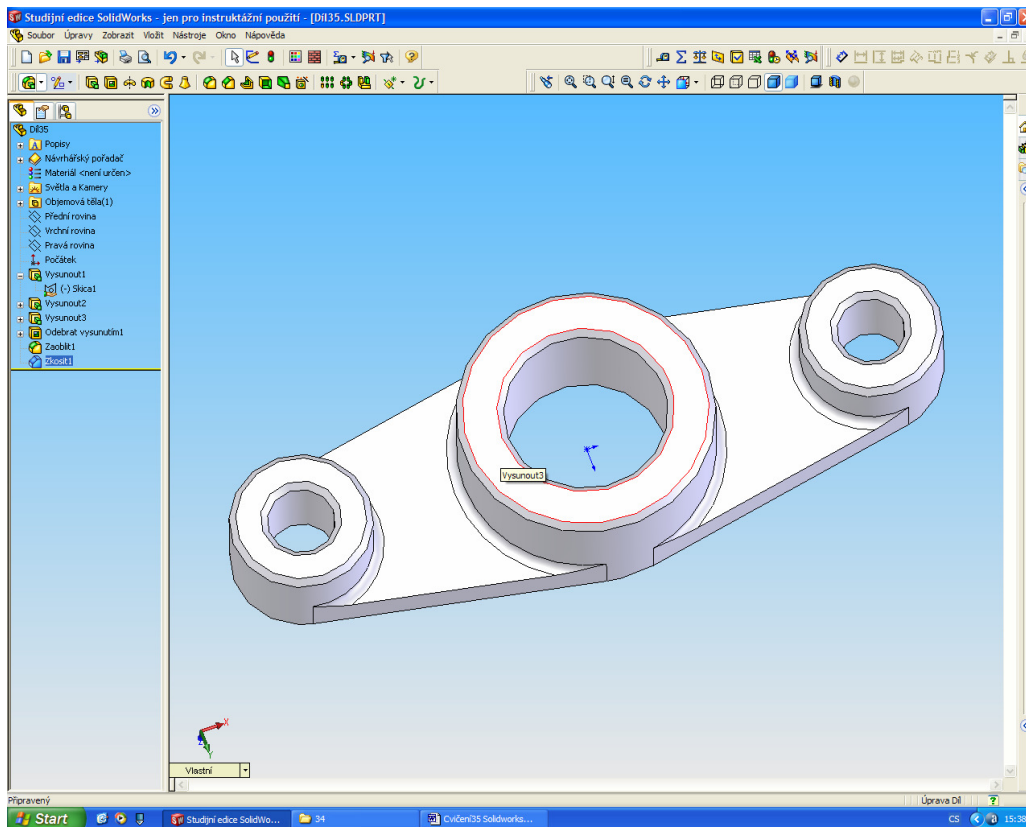 Studijní edice SolidWorks - jen pro instruktážní použití - [Díl35.SLDPRT]
Soubor Úpravy Zobrazit Vložit Nástroje Okno Nápověda
Díl35
Popisy
Návrhářský pořadač
Materiál <není určen>
Světla a Kamery
Objemová těla(1)
Přední rovina
Vrchní rovina
Pravá rovina
Počátek
Vysunout1
(-) Skica1
Vysunout2
Vysunout3
Odebrat vysunutím1
Zaoblit1
Zkosit1
Vysunout3
X
Y
Z
Vlastní
Připravený
Úprava Díl
Start
Studijní edice SolidWo...
34
Cvičení35 Solidworks...
CS
15:38